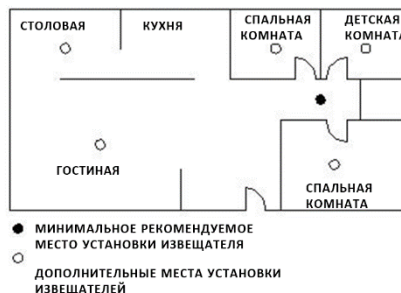 СТОЛОВАЯ
КУХНЯ
СПАЛЬНАЯ
КОМНАТА
ДЕТСКАЯ
КОМНАТА
ГОСТИНАЯ
СПАЛЬНАЯ
КОМНАТА
МИНИМАЛЬНОЕ РЕКОМЕНДУЕМОЕ
МЕСТО УСТАНОВКИ ИЗВЕЩАТЕЛЯ
ДОПОЛНИТЕЛЬНЫЕ МЕСТА УСТАНОВКИ
ИЗВЕЩАТЕЛЕЙ